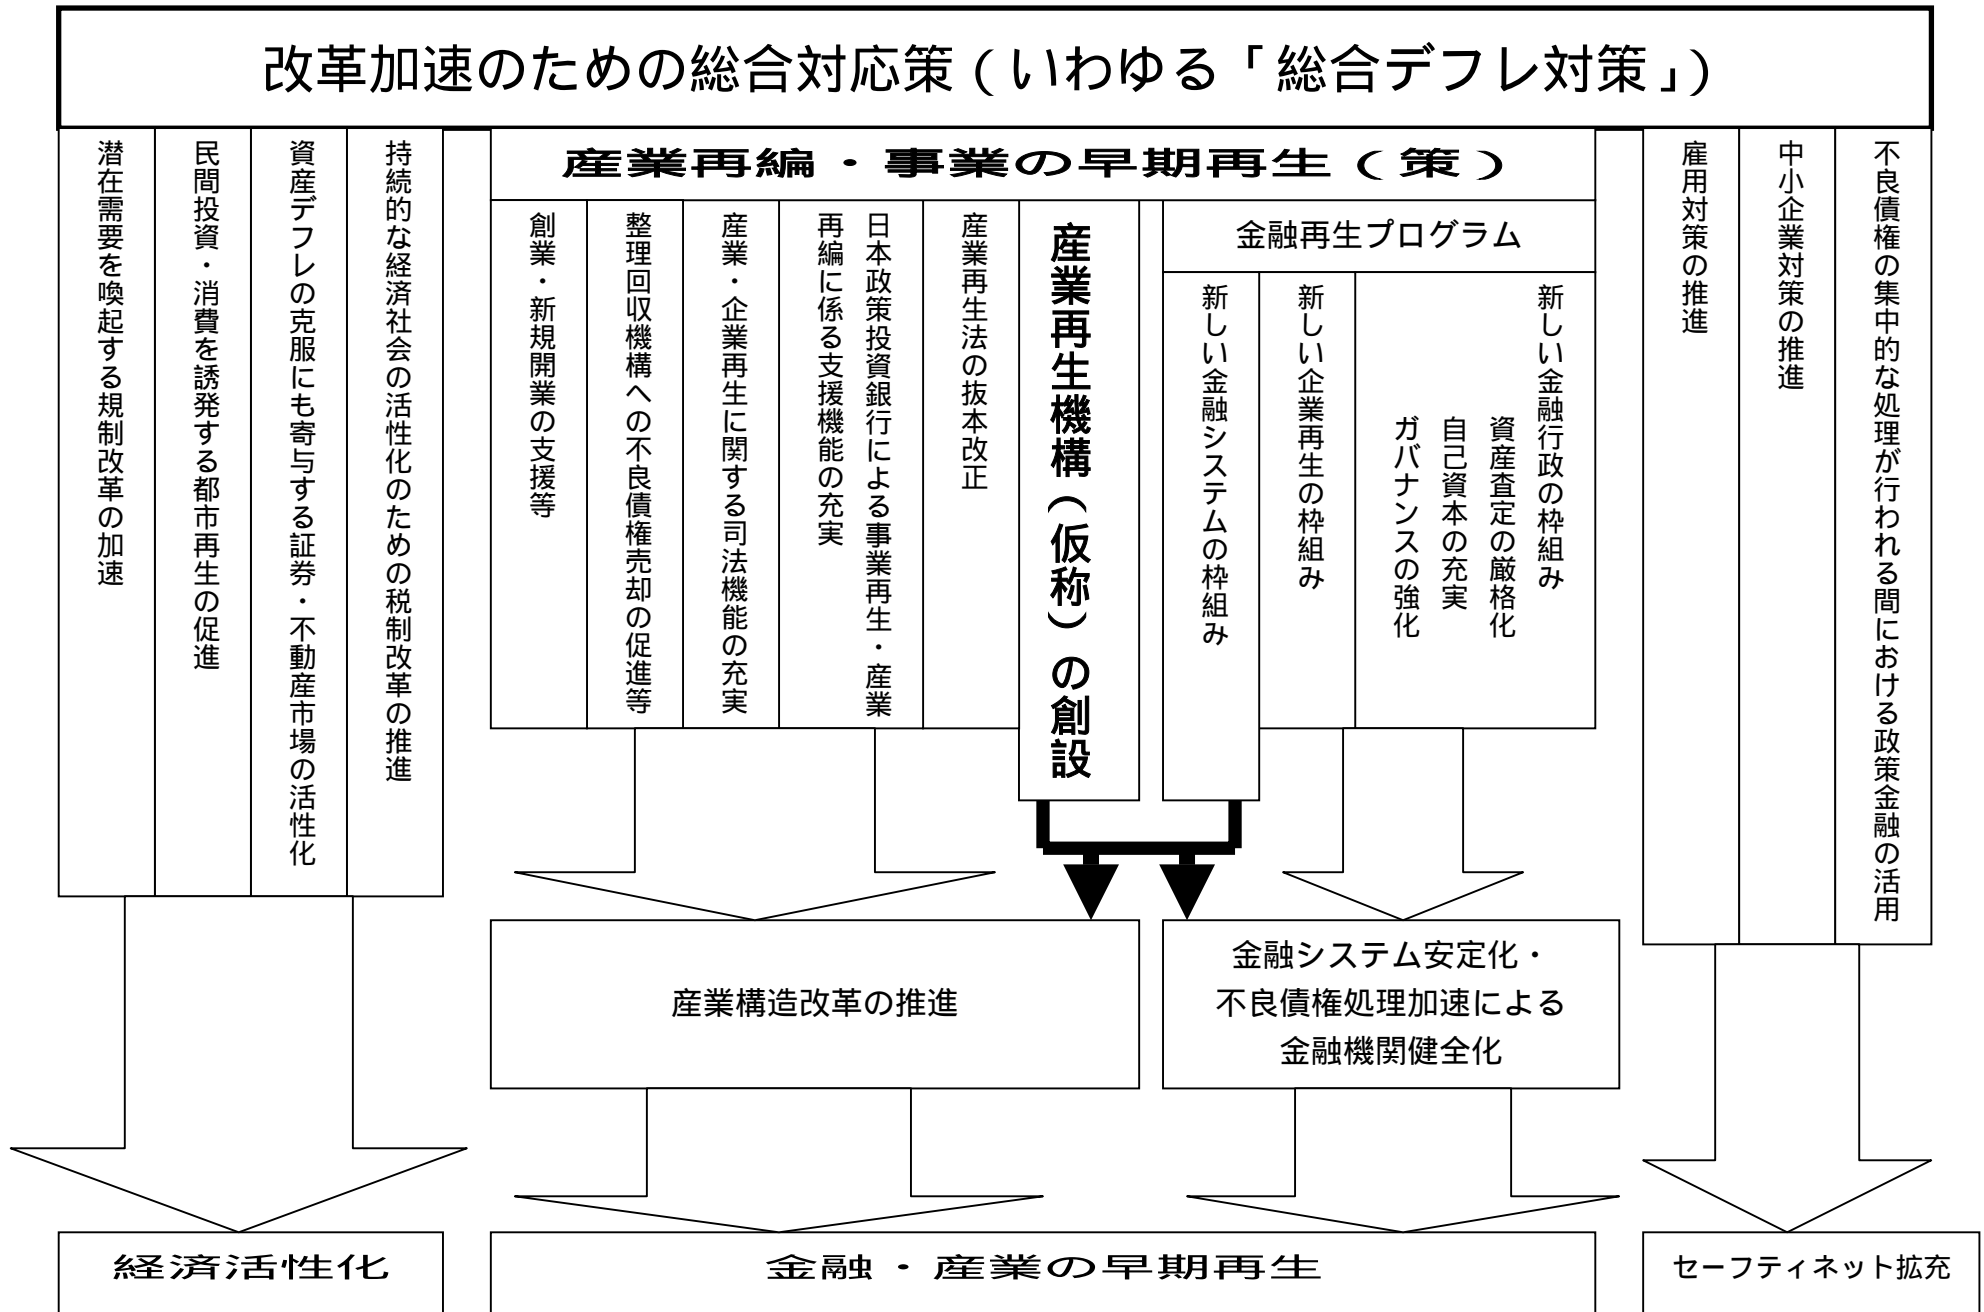 改革加速のための総合対応策(いわゆる「総合デフレ対策」)
潜在需要を喚起する規制改革の加速
民間投資・消費を誘発する都市再生の促進
資産デフレの克服にも寄与する証券・不動産市場の活性化
持続的な経済社会の活性化のための税制改革の推進
産業再編・事業の早期再生(策)
創業・新規開業の支援等
整理回収機構への不良債権売却の促進等
産業・企業再生に関する司法機能の充実
日本政策投資銀行による事業再生・産業
再編に係る支援機能の充実
産業再生法の抜本改正
産業再生機構(仮称)の創設
金融再生プログラム
新しい金融システムの枠組み
新しい企業再生の枠組み
新しい金融行政の枠組み
資産査定の厳格化
自己資本の充実
ガバナンスの強化
雇用対策の推進
中小企業対策の推進
不良債権の集中的な処理が行われる間における政策金融の活用
産業構造改革の推進
金融システム安定化・
不良債権処理加速による
金融機関健全化
経済活性化
金融・産業の早期再生
セーフティネット拡充